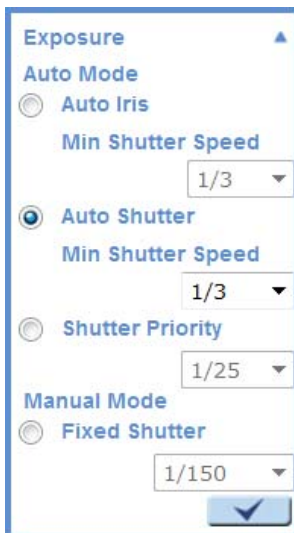 Exposure
Auto Mode
Auto Iris
Min Shutter Speed
1/3
Auto Shutter
Min Shutter Speed
1/3
Shutter Priority
1/25
Manual Mode
Fixed Shutter
1/150